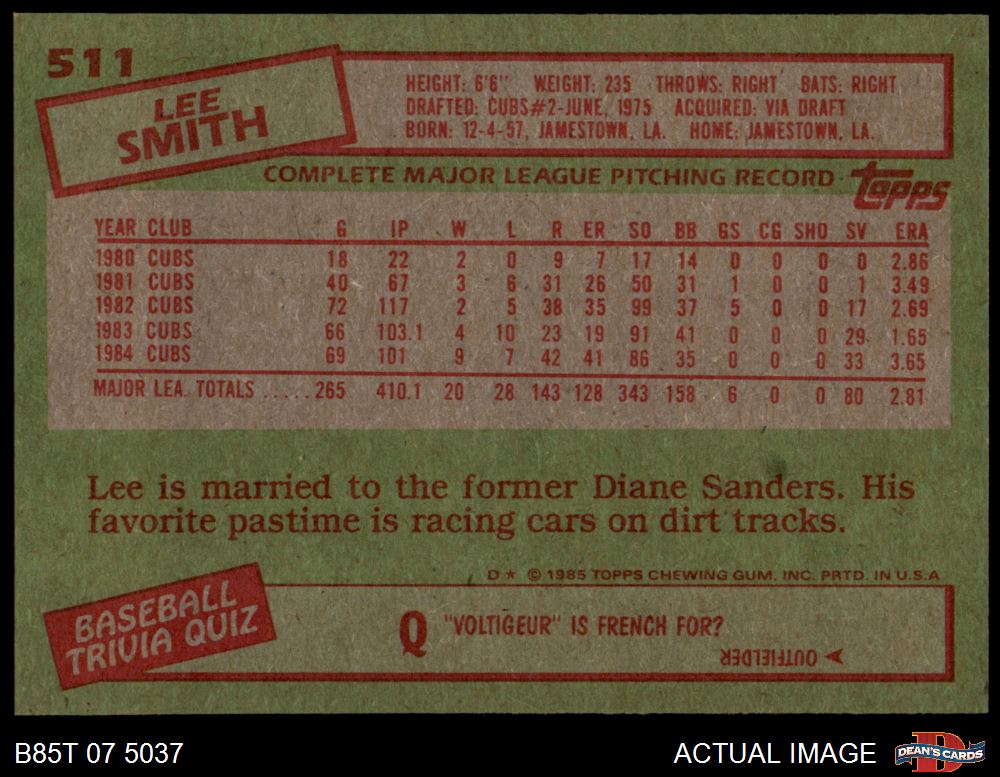 511
LEE
SMITH
HEIGHT: 6'6" WEIGHT: 235 THROWS: RIGHT BATS: RIGHT
DRAFTED: CUBS#2-JUNE, 1975 ACQUIRED: VIA DRAFT
BORN: 12-4-57, JAMESTOWN, LA. HOME: JAMESTOWN, LA.
COMPLETE MAJOR LEAGUE PITCHING RECORD topps
YEAR CLUB G IP W L R ER SO BB GS CG SHO SV ERA
1980 CUBS 18 22 2 0 9 7 17 14 0 0 0 0 2.86
1981 CUBS 40 67 3 6 31 26 50 31 1 0 0 1 3.49
1982 CUBS 72 117 2 5 38 35 99 37 5 0 0 17 2.69
1983 CUBS 66 103.1 4 10 23 19 91 41 0 0 0 29 1.65
1984 CUBS 69 101 9 7 42 41 86 35 0 0 0 33 3.65
MAJOR LEA. TOTALS ..... 265 410.1 20 28 143 128 343 158 6 0 0 80 2.81
Lee is married to the former Diane Sanders. His
favorite pastime is racing cars on dirt tracks.
D★ © 1985 TOPPS CHEWING GUM, INC. PRTD. IN U.S.A
BASEBALL
TRIVIA QUIZ
Q "VOLTIGEUR" IS FRENCH FOR?
OUTFIELDER
B85T 07 5037
ACTUAL IMAGE
D
DEAN'S CARDS